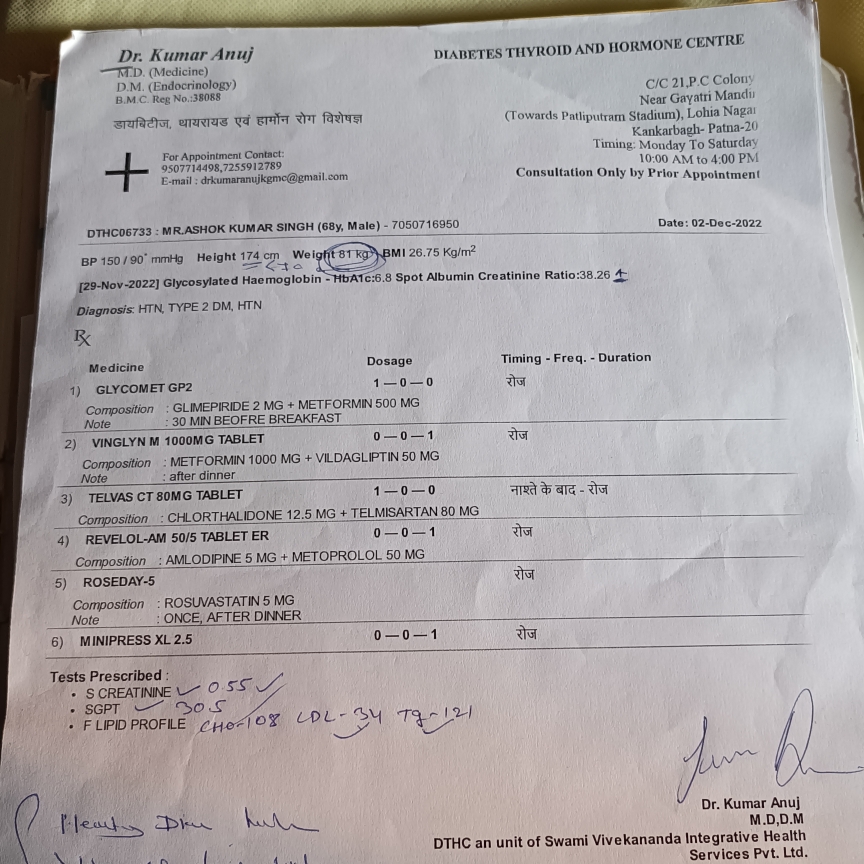 Dr. Kumar Anuj
M.D. (Medicine)
D.M. (Endocrinology)
B.M.C. Reg No.:38088
डायबिटीज, थायरायड एवं हार्मोन रोग विशेषज्ञ
For Appointment Contact:
9507714498,7255912789
E-mail : drkumaranujkgmc@gmail.com
DIABETES THYROID AND HORMONE CENTRE
C/C 21,P.C Colony
Near Gayatri Mandir
(Towards Patliputram Stadium), Lohia Nagar
Kankarbagh- Patna-20
Timing: Monday To Saturday
10:00 AM to 4:00 PM
Consultation Only by Prior Appointment
DTHC06733 : MR.ASHOK KUMAR SINGH (68y, Male) - 7050716950 Date: 02-Dec-2022
BP 150 / 90 mmHg Height 174 cm Weight 81 kg BMI 26.75 Kg/m²
<70
[29-Nov-2022] Glycosylated Haemoglobin - HbA1c:6.8 Spot Albumin Creatinine Ratio:38.26 ↑
Diagnosis: HTN, TYPE 2 DM, HTN
Rx
Medicine Dosage Timing - Freq. - Duration
1) GLYCOMET GP2 1 - 0 - 0 रोज
Composition : GLIMEPIRIDE 2 MG + METFORMIN 500 MG
Note : 30 MIN BEOFRE BREAKFAST
2) VINGLYN M 1000MG TABLET 0 - 0 - 1 रोज
Composition : METFORMIN 1000 MG + VILDAGLIPTIN 50 MG
Note : after dinner
3) TELVAS CT 80MG TABLET 1 - 0 - 0 नाश्ते के बाद - रोज
Composition : CHLORTHALIDONE 12.5 MG + TELMISARTAN 80 MG
4) REVELOL-AM 50/5 TABLET ER 0 - 0 - 1 रोज
Composition : AMLODIPINE 5 MG + METOPROLOL 50 MG
5) ROSEDAY-5 रोज
Composition : ROSUVASTATIN 5 MG
Note : ONCE, AFTER DINNER
6) MINIPRESS XL 2.5 0 - 0 - 1 रोज
Tests Prescribed :
• S CREATININE 0.55
• SGPT 30.5
• F LIPID PROFILE CHO-108 LDL-34 Tg-121
Dr. Kumar Anuj
M.D,D.M
DTHC an unit of Swami Vivekananda Integrative Health
Services Pvt. Ltd.